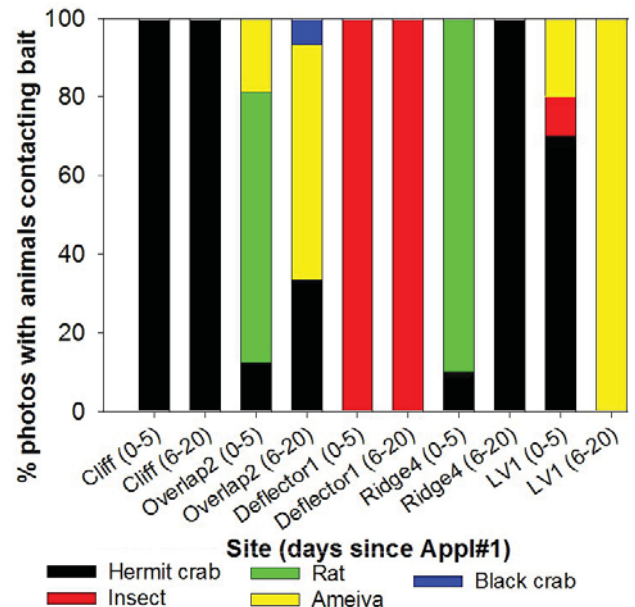 % photos with animals contacting bait
100
80
60
40
20
0
Cliff (0-5)
Cliff (6-20)
Overlap2 (0-5)
Overlap2 (6-20)
Deflector1 (0-5)
Deflector1 (6-20)
Ridge4 (0-5)
Ridge4 (6-20)
LV1 (0-5)
LV1 (6-20)
Site (days since Appl#1)
Hermit crab
Rat
Black crab
Insect
Ameiva